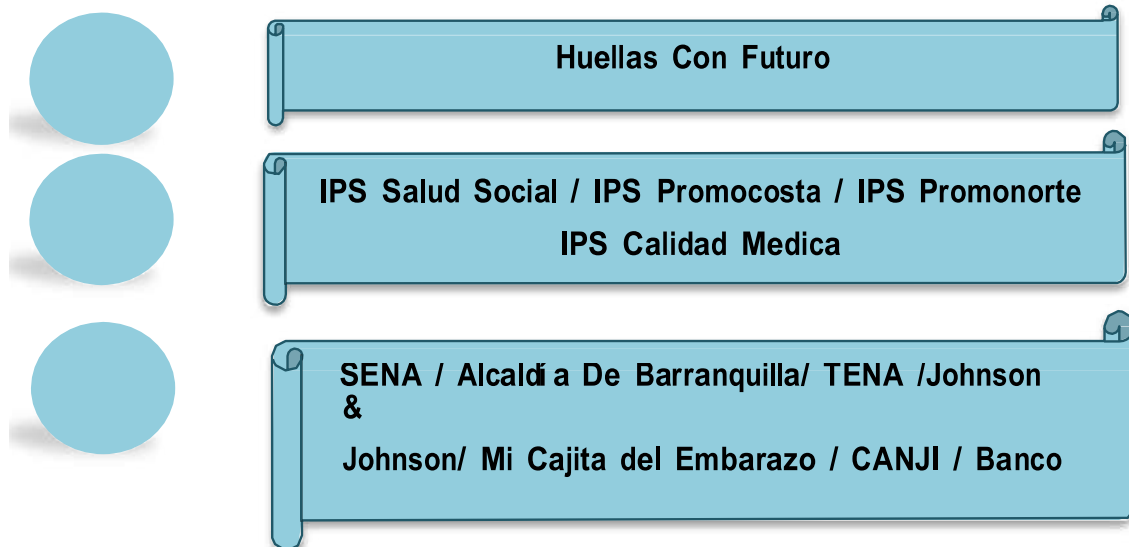 Huellas Con Futuro
IPS Salud Social / IPS Promocosta / IPS Promonorte
IPS Calidad Medica
SENA / Alcaldía De Barranquilla/ TENA /Johnson
&
Johnson/ Mi Cajita del Embarazo / CANJI / Banco